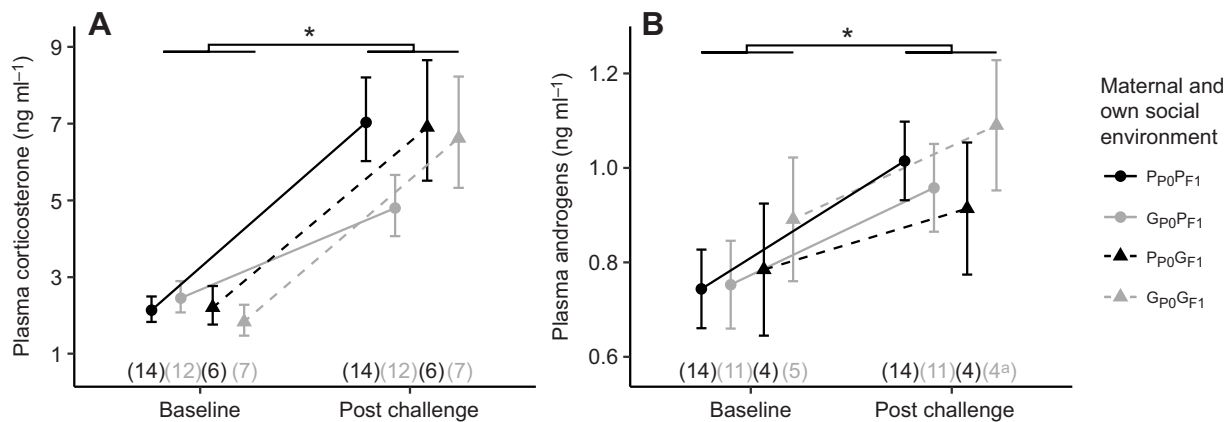 A
*
Plasma corticosterone (ng ml–1)
9
7
5
3
1
(14)(12)(6)(7)
(14)(12)(6)(7)
Baseline
Post challenge
B
*
Plasma androgens (ng ml–1)
1.2
1.0
0.8
0.6
(14)(11)(4)(5)
(14)(11)(4)(4a)
Baseline
Post challenge
Maternal and
own social
environment
PP0PF1
GP0PF1
PP0GF1
GP0GF1